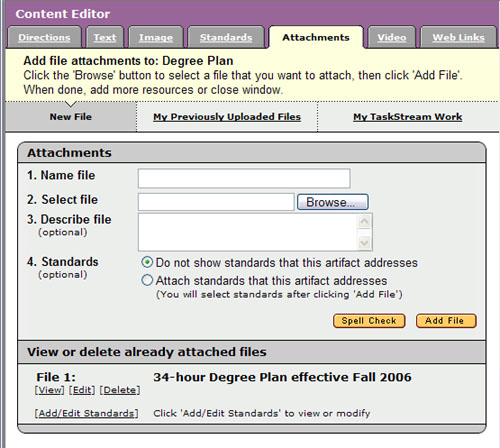 Content Editor
Directions Text Image Standards Attachments Video Web Links
Add file attachments to: Degree Plan
Click the 'Browse' button to select a file that you want to attach, then click 'Add File'.
When done, add more resources or close window.
New File My Previously Uploaded Files My TaskStream Work
Attachments
1. Name file
2. Select file Browse...
3. Describe file
(optional)
4. Standards Do not show standards that this artifact addresses
(optional) Attach standards that this artifact addresses
(You will select standards after clicking 'Add File')
Spell Check Add File
View or delete already attached files
File 1: 34-hour Degree Plan effective Fall 2006
[View] [Edit] [Delete]
[Add/Edit Standards] Click 'Add/Edit Standards' to view or modify